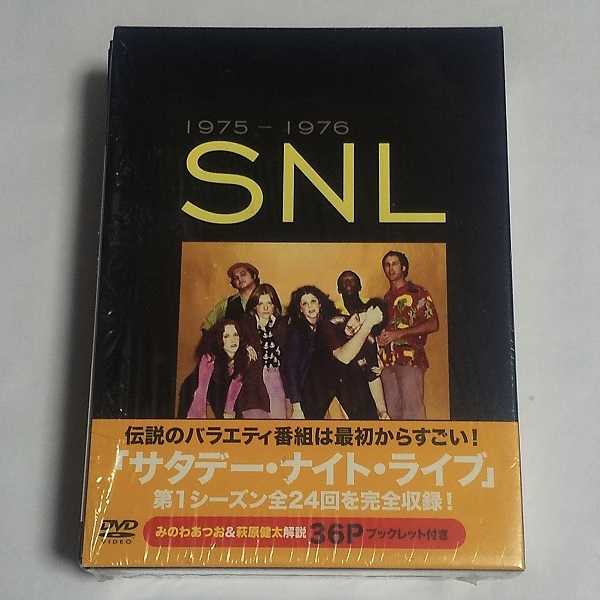 1975 – 1976
SNL
伝説のバラエティ番組は最初からすごい！
「サタデー・ナイト・ライブ」
第1シーズン全24回を完全収録！
DVD
VIDEO
みのわあつお&萩原健太解説 36P ブックレット付き